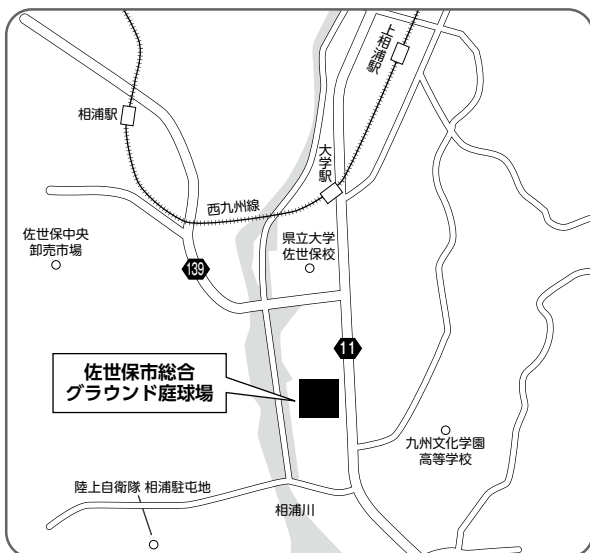 上相浦駅
相浦駅
大学駅
西九州線
佐世保中央
卸売市場
県立大学
佐世保校
139
11
佐世保市総合
グラウンド庭球場
九州文化学園
高等学校
陸上自衛隊 相浦駐屯地
相浦川